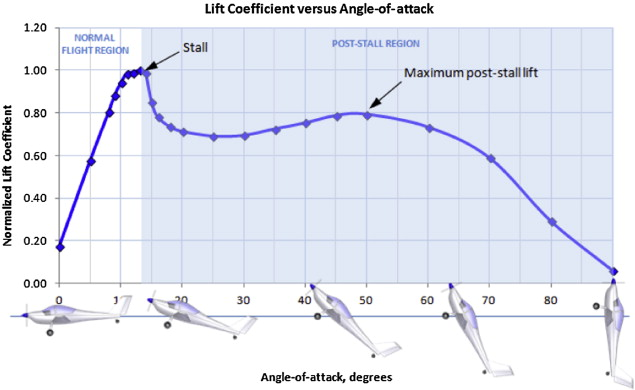 Lift Coefficient versus Angle-of-attack
1.20
NORMAL
FLIGHT REGION
POST-STALL REGION
Stall
1.00
Maximum post-stall lift
0.80
Normalized Lift Coefficient
0.60
0.40
0.20
0.00
0 20 30 40 50 60 70 80
Angle-of-attack, degrees